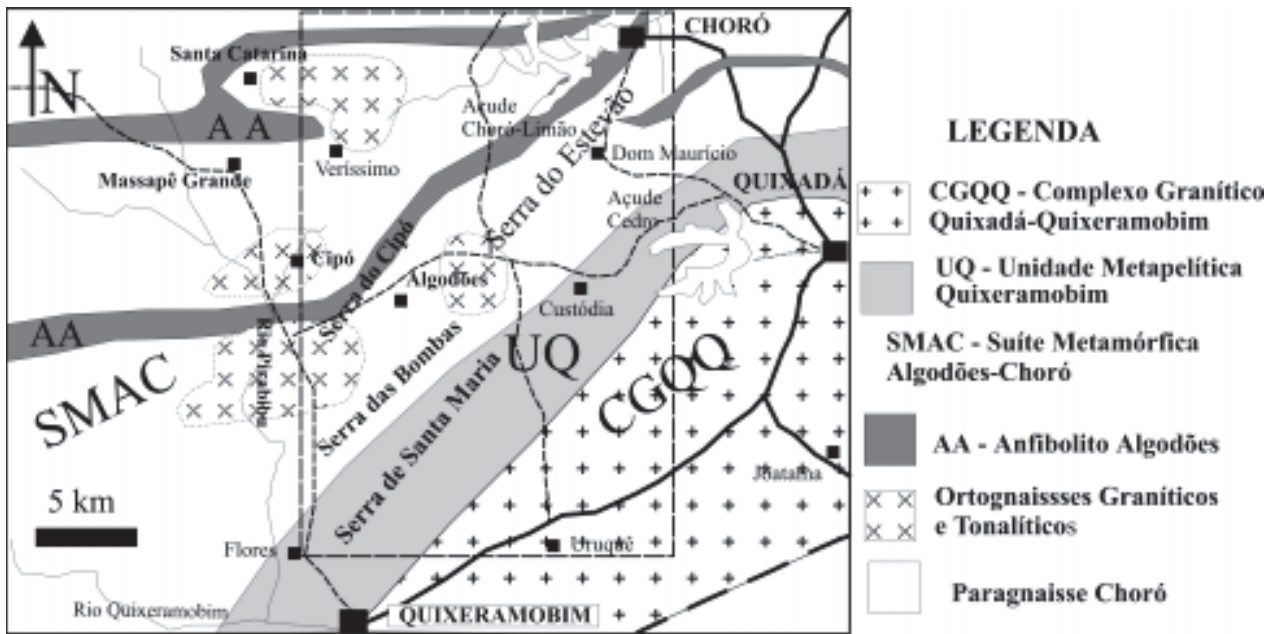 N
Santa Catarina
CHORÓ
Açude
Choró-Limão
A A
Veríssimo
Massapê Grande
Dom Maurício
Serra do Estevão
QUIXADÁ
Açude
Cedro
Cipó
Serra do Cipó
Algodões
Custódia
AA
SMAC
Serra das Bombas
UQ
CGQQ
Serra de Santa Maria
5 km
Flores
Uruquê
Rio Quixeramobim
QUIXERAMOBIM
LEGENDA
CGQQ - Complexo Granítico
Quixadá-Quixeramobim
UQ - Unidade Metapelítica
Quixeramobim
SMAC - Suíte Metamórfica
Algodões-Choró
AA - Anfibolito Algodões
Ortognaissses Graníticos
e Tonalíticos
Paragnaisse Choró